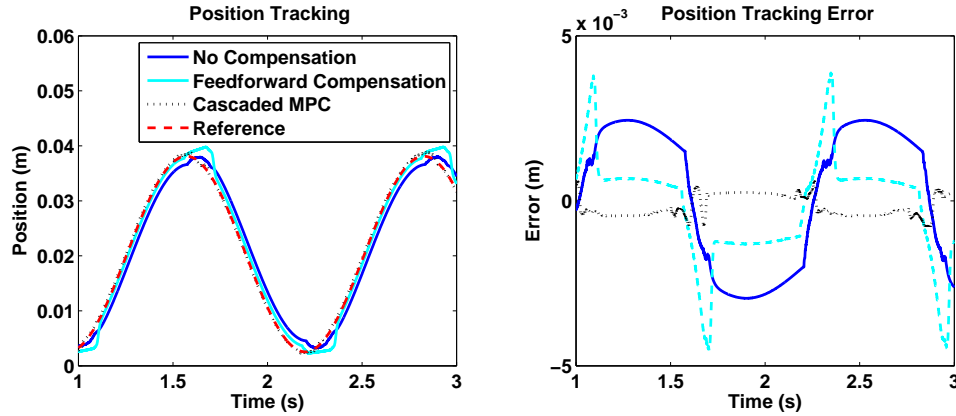 Position Tracking
0.06
0.05
0.04
0.03
0.02
0.01
0
Position (m)
No Compensation
Feedforward Compensation
Cascaded MPC
Reference
1
1.5
2
2.5
3
Time (s)
Position Tracking Error
x 10⁻³
5
0
−5
Error (m)
1
1.5
2
2.5
3
Time (s)